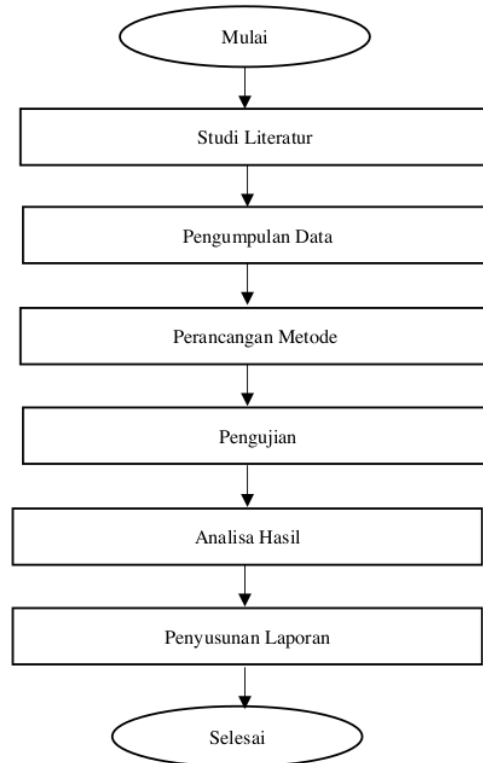 Mulai
Studi Literatur
Pengumpulan Data
Perancangan Metode
Pengujian
Analisa Hasil
Penyusunan Laporan
Selesai